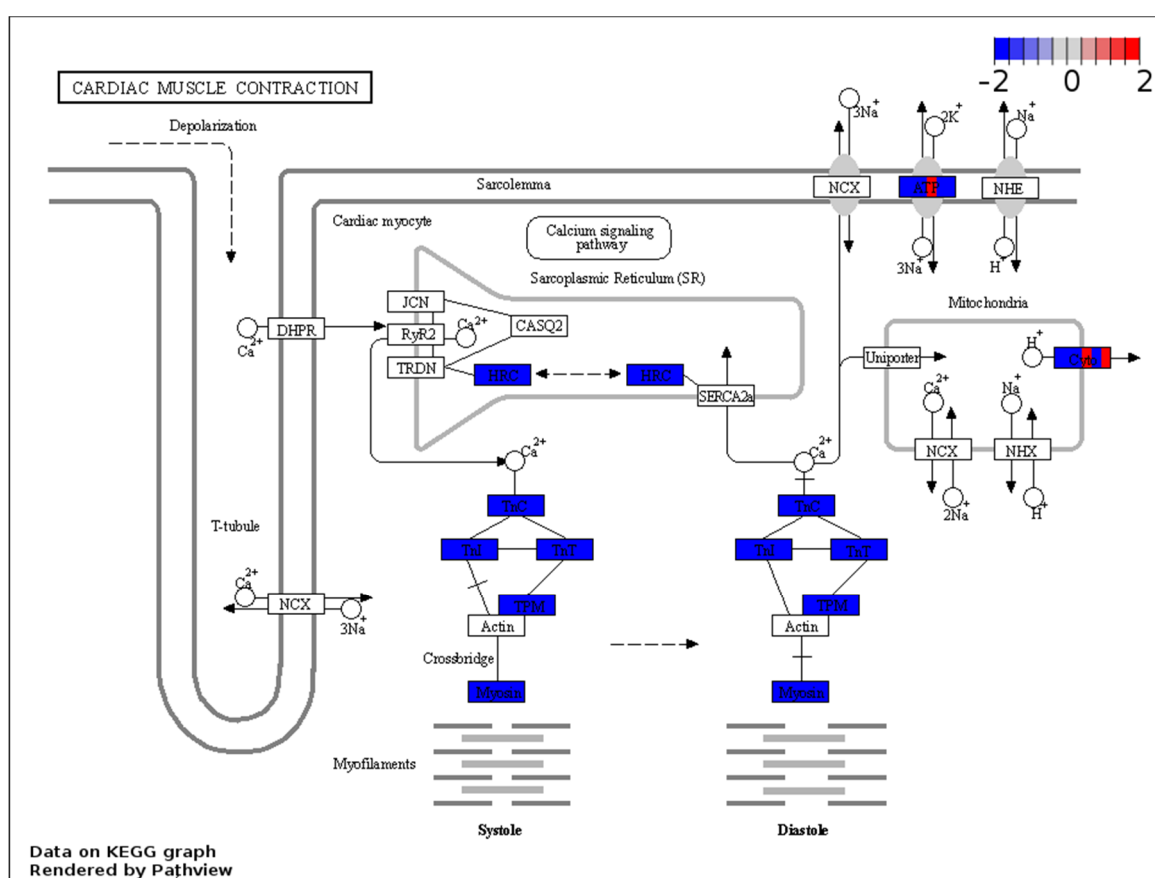 -2 0 2
CARDIAC MUSCLE CONTRACTION
Depolarization
3Na+
2K+
Na+
Sarcolemma
NCX
ATP
NHE
Cardiac myocyte
Calcium signaling
pathway
3Na+
H+
Sarcoplasmic Reticulum (SR)
Mitochondria
JCN
CASQ2
DHPR
RyR2
Ca2+
Ca2+
TRDN
HRC
HRC
SERCA2a
Uniporter
H+
Cyto
Ca2+
Na+
NCX
NHX
2Na+
H+
Ca2+
Ca2+
TnC
TnC
T-tubule
TnI
TnT
TnI
TnT
Ca2+
NCX
3Na+
TPM
TPM
Actin
Actin
Crossbridge
Myosin
Myosin
Myofilaments
Systole
Diastole
Data on KEGG graph
Rendered by Pathview